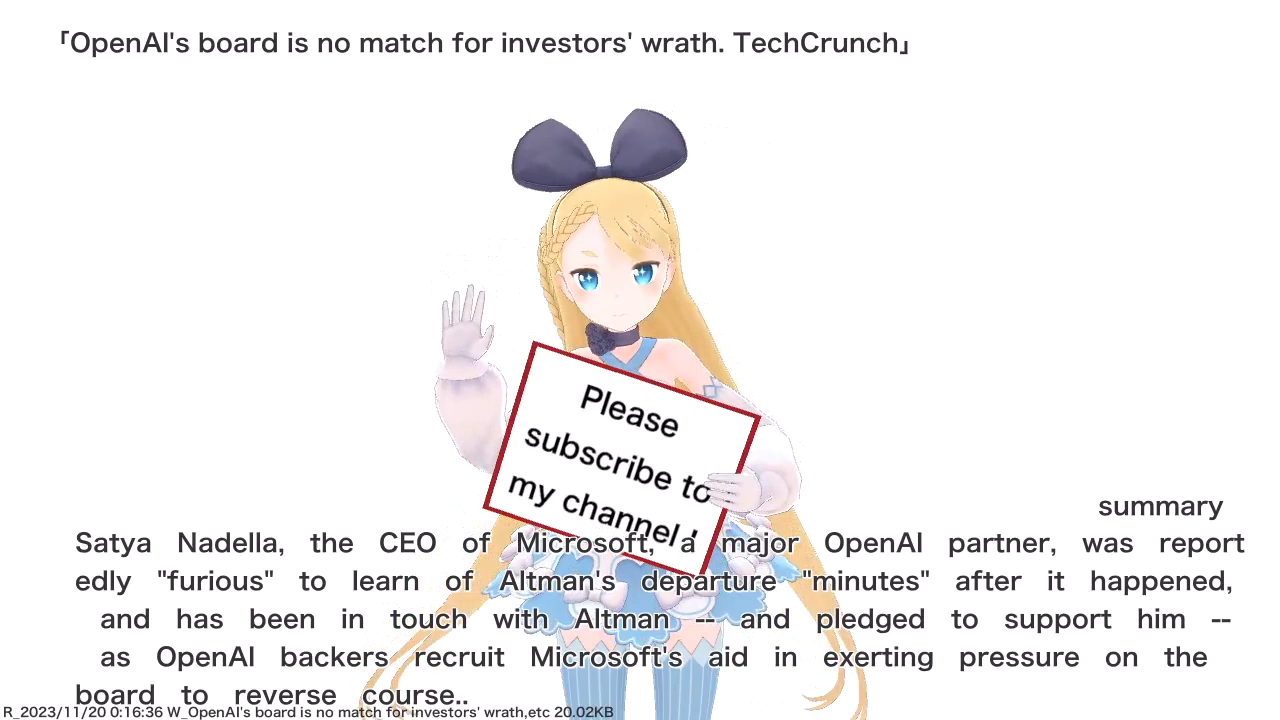 「OpenAI's board is no match for investors' wrath. TechCrunch」
Please
subscribe to
my channel!
summary
Satya Nadella, the CEO of Microsoft, a major OpenAI partner, was report
edly "furious" to learn of Altman's departure "minutes" after it happened,
and has been in touch with Altman -- and pledged to support him --
as OpenAI backers recruit Microsoft's aid in exerting pressure on the
board to reverse course..
R_2023/11/20 0:16:36 W_OpenAI's board is no match for investors' wrath,etc 20.02KB